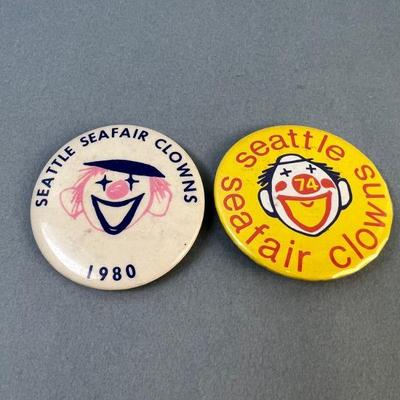 SEATTLE SEAFAIR CLOWNS
1980
seattle
74
seafair clowns